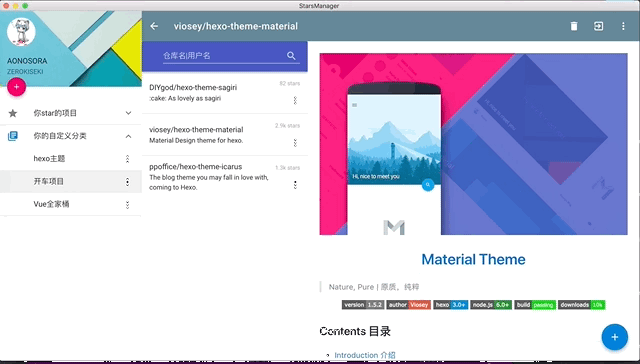 StarsManager
AONOSORA
ZEROKISEKI
你star的项目
你的自定义分类
hexo主题
开车项目
Vue全家桶
viosey/hexo-theme-material
仓库名|用户名
DIYgod/hexo-theme-sagiri
82 stars
:cake: As lovely as sagiri
viosey/hexo-theme-material
2.9k stars
Material Design theme for hexo.
ppoffice/hexo-theme-icarus
1.3k stars
The blog theme you may fall in love with,
coming to Hexo.
Hi, nice to meet you
Material Theme
Nature, Pure | 原质，纯粹
version 1.5.2 author Viosey hexo 3.0+ node.js 6.0+ build passing downloads 10k
Contents 目录
Introduction 介绍